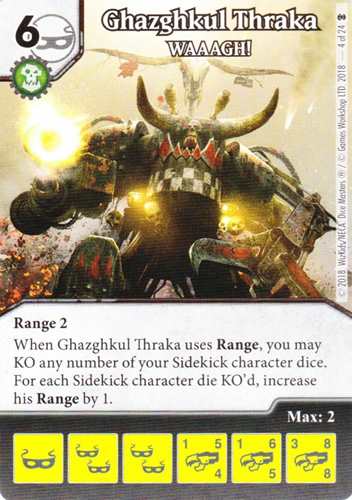 6
Ghazghkul Thraka
WAAAGH!
© 2018 WizKids/NECA Dice Masters ® / © Games Workshop LTD. 2018 — 4 of 24
Range 2
When Ghazghkul Thraka uses Range, you may
KO any number of your Sidekick character dice.
For each Sidekick character die KO'd, increase
his Range by 1.
Max: 2
1 5 1 6 3 8
4 5 8